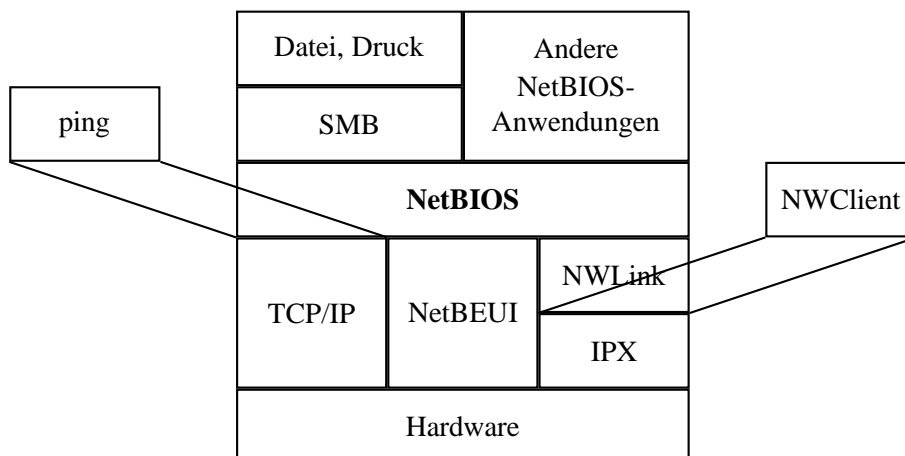 Datei, Druck
Andere
NetBIOS-
Anwendungen
ping
SMB
NetBIOS
NWClient
TCP/IP
NetBEUI
NWLink
IPX
Hardware